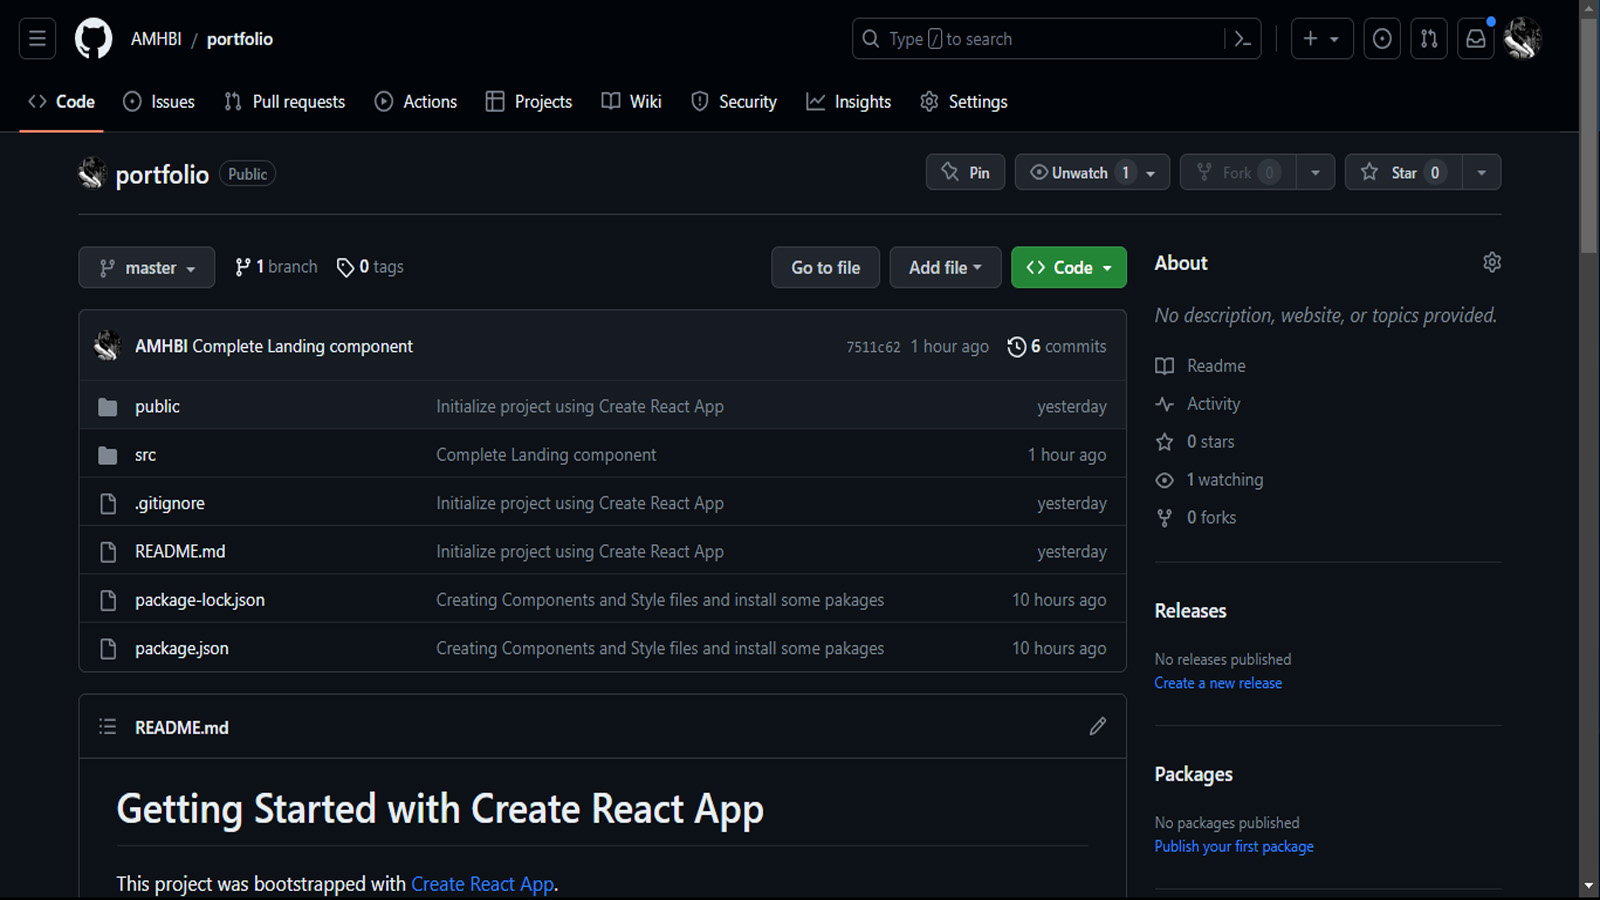 AMHBI / portfolio
Type / to search
Code Issues Pull requests Actions Projects Wiki Security Insights Settings
portfolio Public
Pin Unwatch 1 Fork 0 Star 0
master 1 branch 0 tags Go to file Add file Code
AMHBI Complete Landing component 7511c62 1 hour ago 6 commits
public Initialize project using Create React App yesterday
src Complete Landing component 1 hour ago
.gitignore Initialize project using Create React App yesterday
README.md Initialize project using Create React App yesterday
package-lock.json Creating Components and Style files and install some pakages 10 hours ago
package.json Creating Components and Style files and install some pakages 10 hours ago
README.md
Getting Started with Create React App
This project was bootstrapped with Create React App.
About
No description, website, or topics provided.
Readme
Activity
0 stars
1 watching
0 forks
Releases
No releases published
Create a new release
Packages
No packages published
Publish your first package